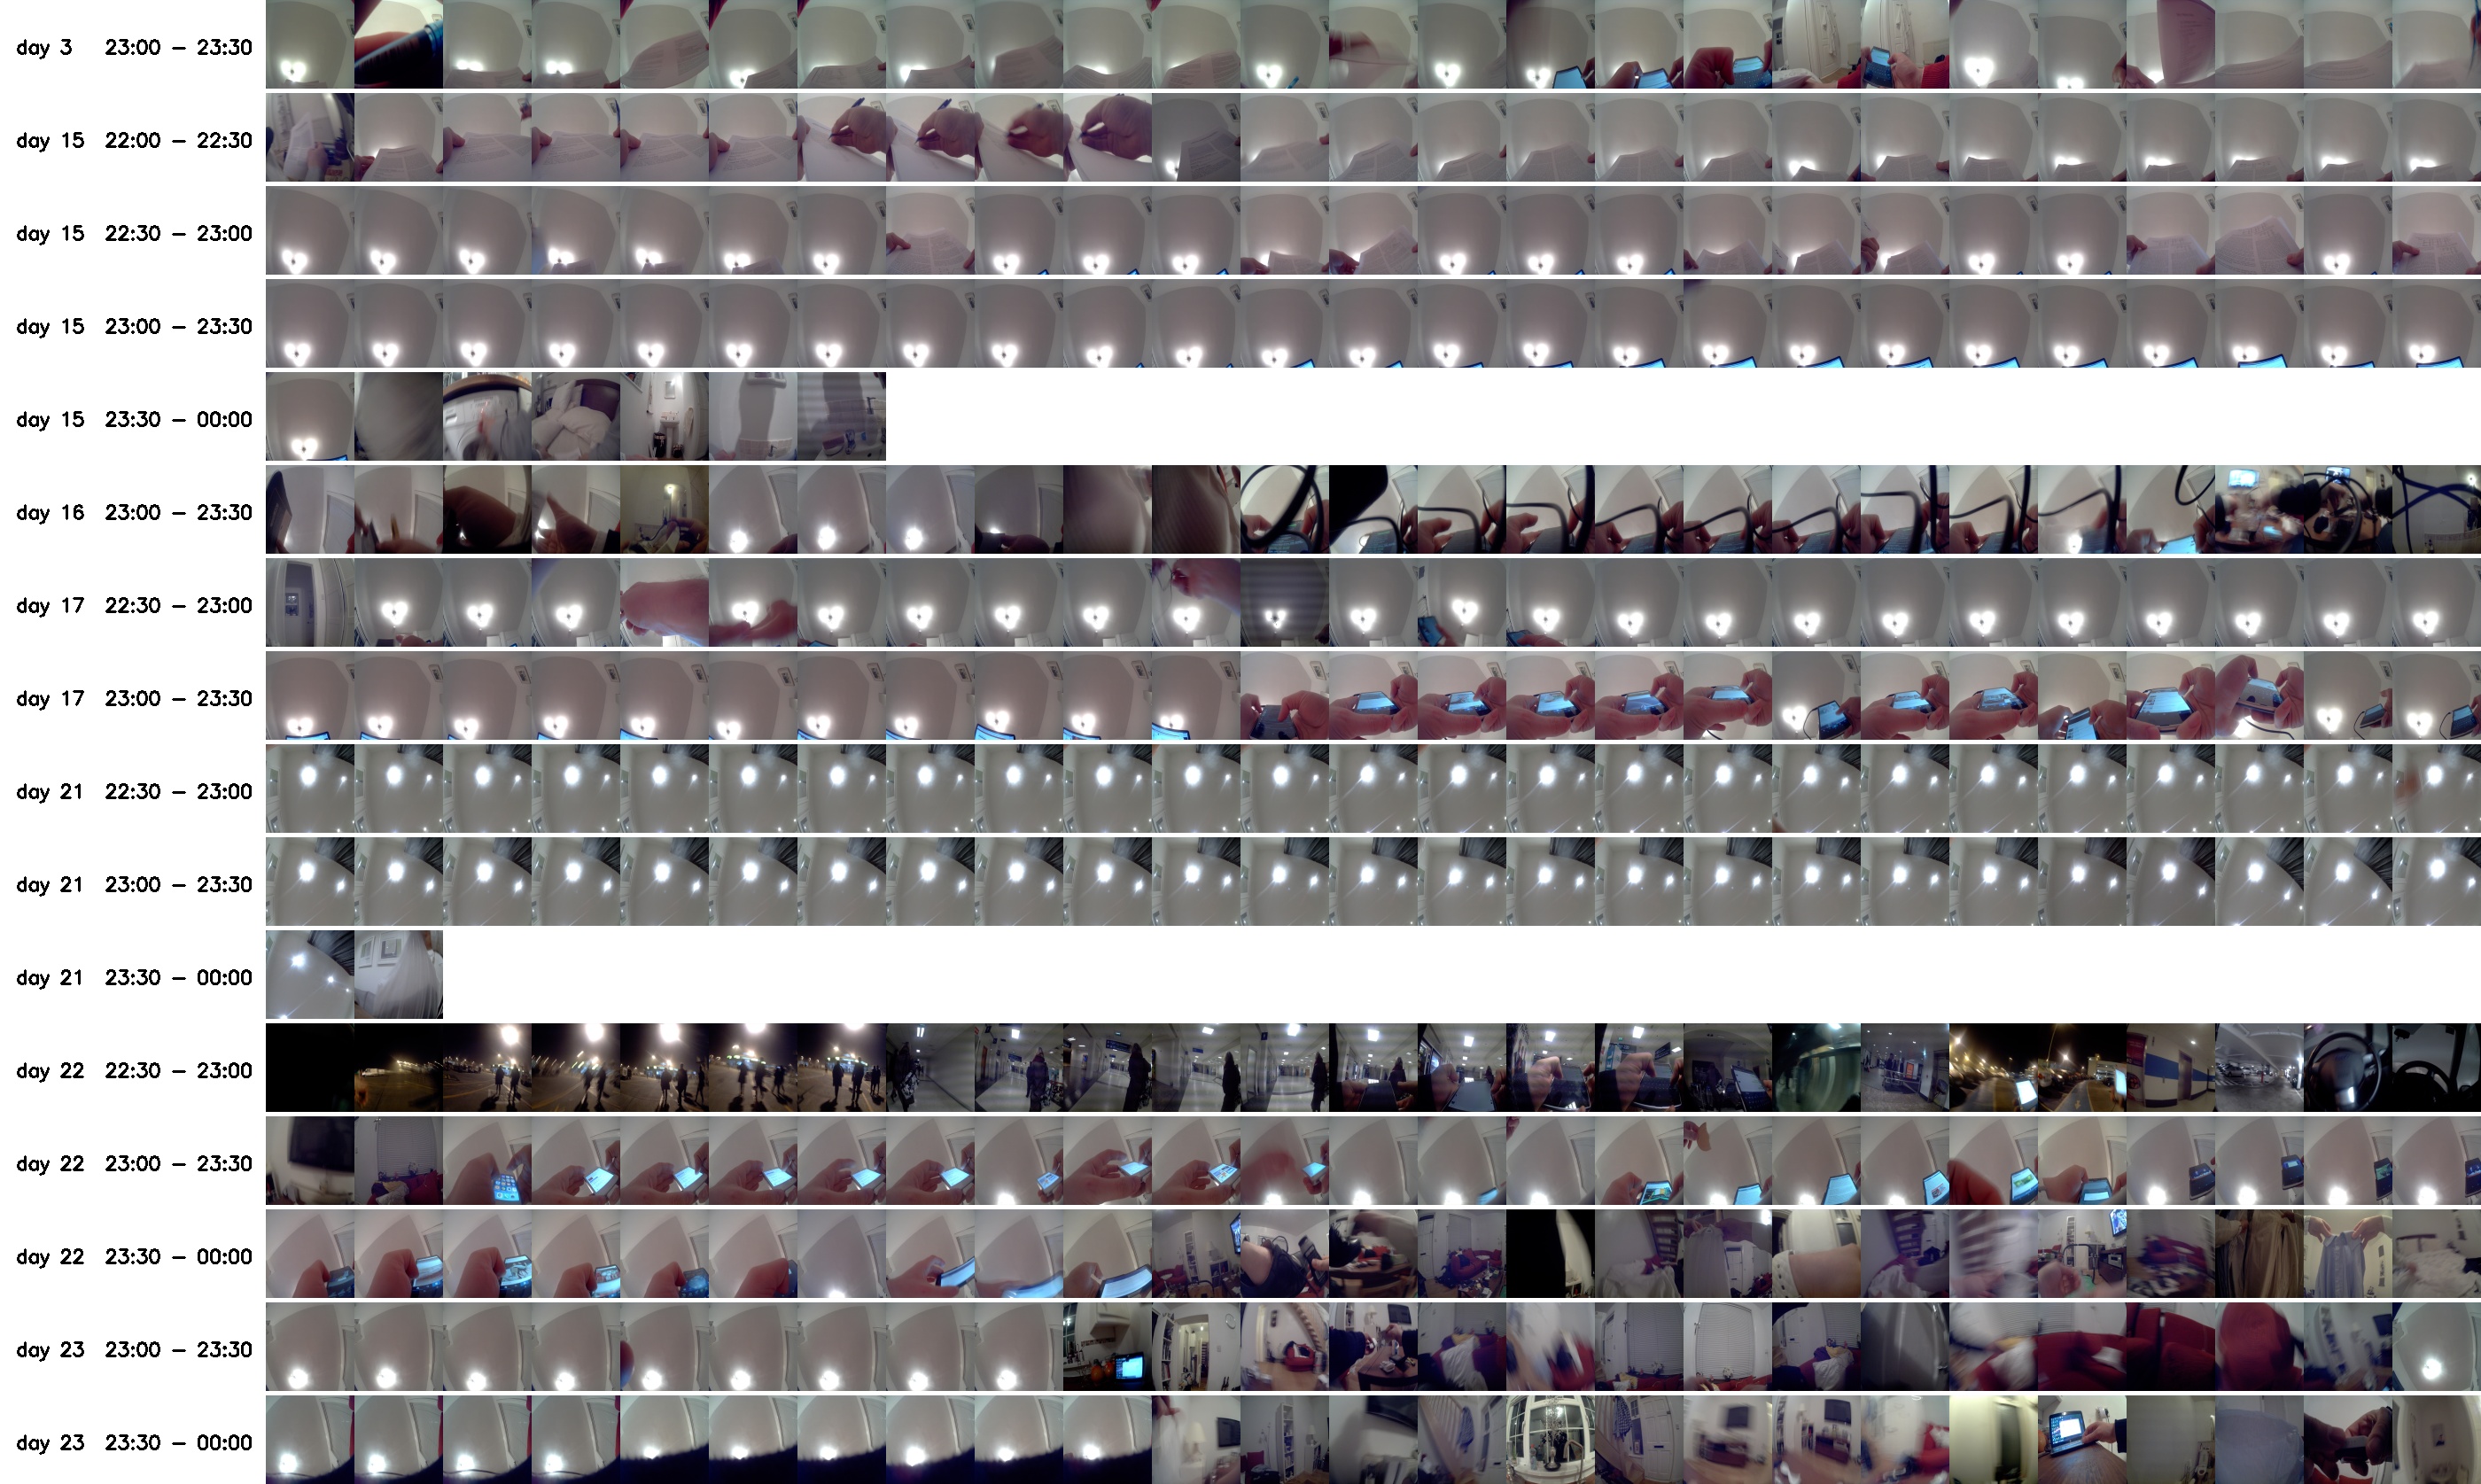 day 3 23:00 – 23:30
day 15 22:00 – 22:30
day 15 22:30 – 23:00
day 15 23:00 – 23:30
day 15 23:30 – 00:00
day 16 23:00 – 23:30
day 17 22:30 – 23:00
day 17 23:00 – 23:30
day 21 22:30 – 23:00
day 21 23:00 – 23:30
day 21 23:30 – 00:00
day 22 22:30 – 23:00
day 22 23:00 – 23:30
day 22 23:30 – 00:00
day 23 23:00 – 23:30
day 23 23:30 – 00:00